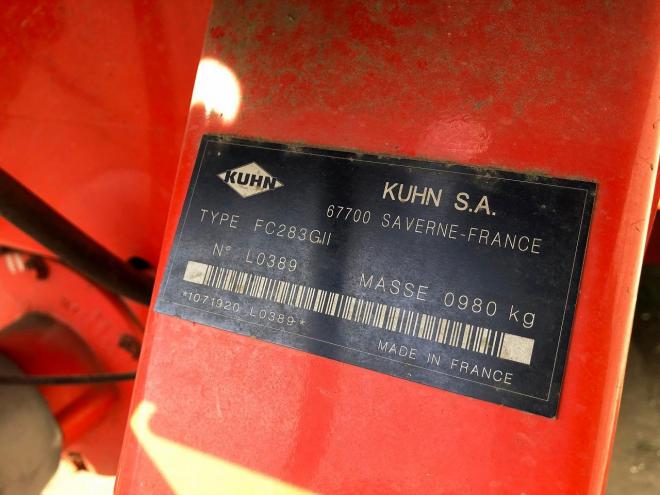 KUHN
KUHN S.A.
67700 SAVERNE-FRANCE
TYPE FC283GII
N° L0389 MASSE 0980 kg
*1071920 L0389*
MADE IN FRANCE